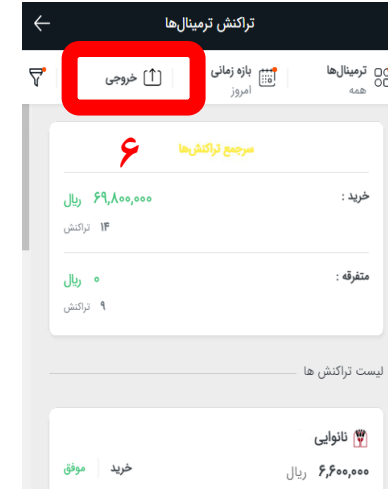 تراکنش ترمینال‌ها
ترمینال‌ها
همه
بازه زمانی
امروز
خروجی
۶
سرجمع تراکنش‌ها
خرید :
۶۹,۸۰۰,۰۰۰ ریال
۱۴ تراکنش
متفرقه :
۰ ریال
۹ تراکنش
لیست تراکنش ها
نانوایی
خرید موفق
۶,۶۰۰,۰۰۰ ریال